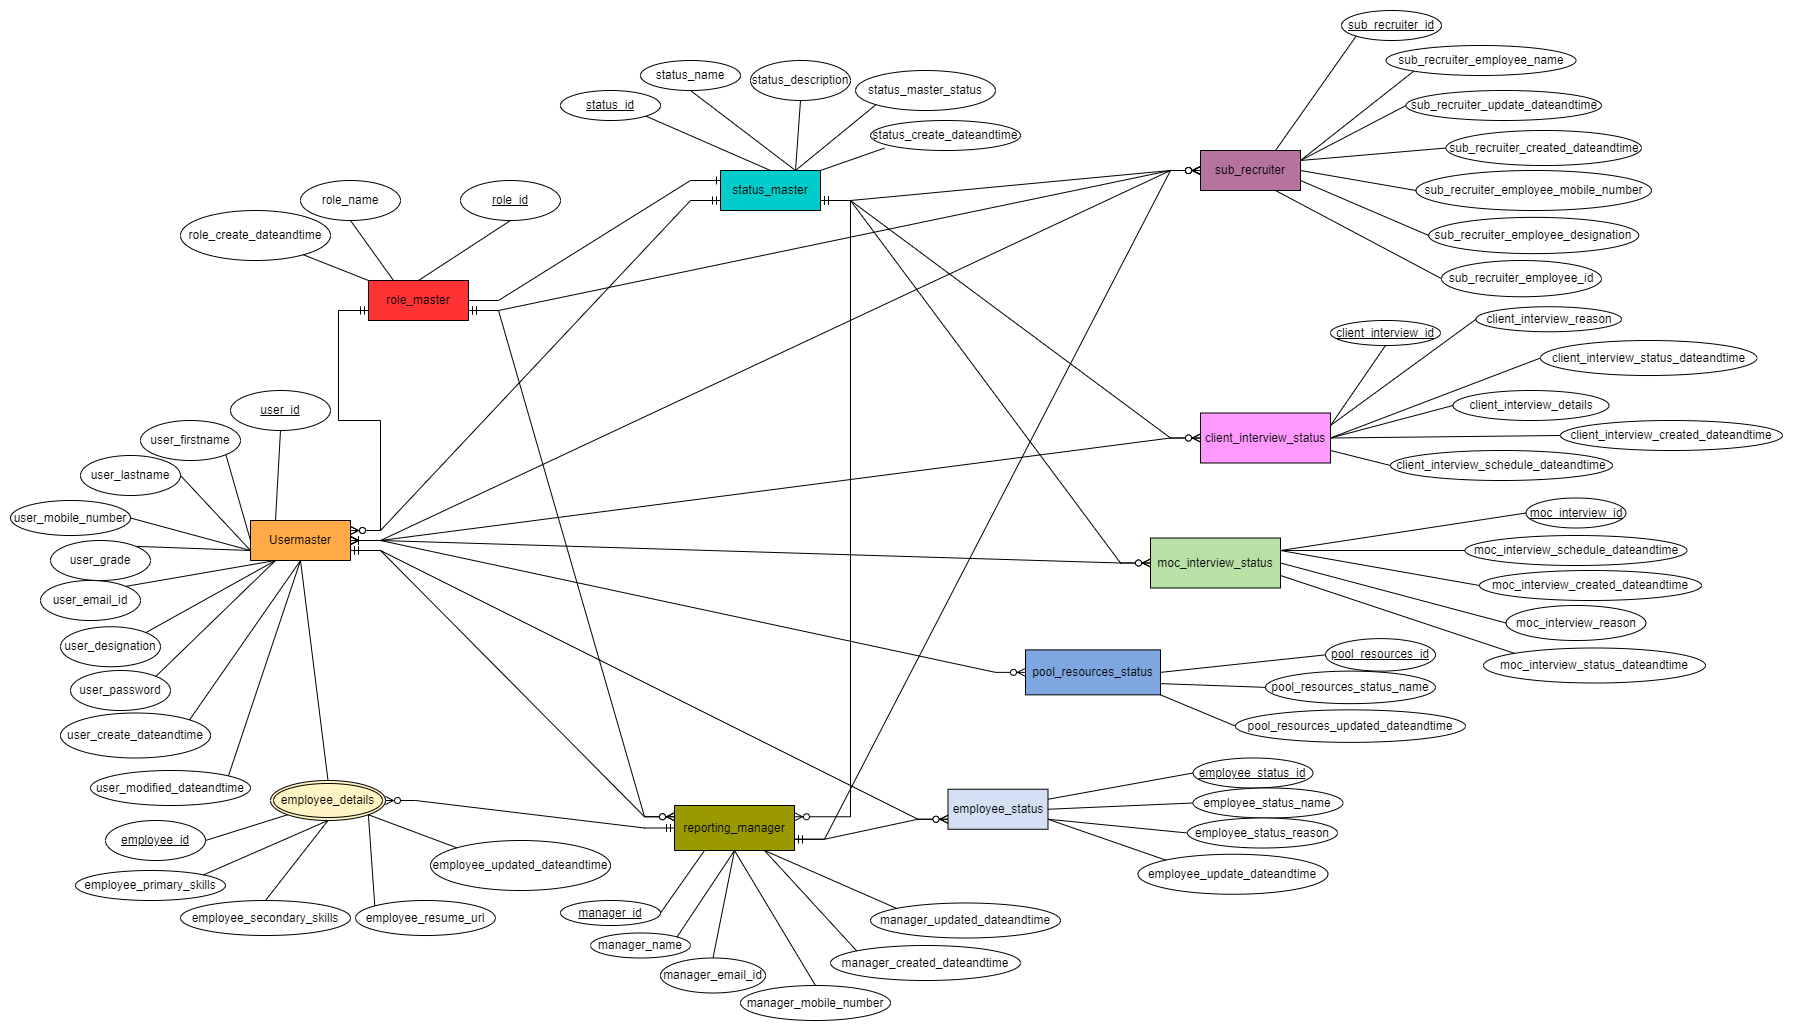 sub_recruiter_id
sub_recruiter_employee_name
sub_recruiter_update_dateandtime
sub_recruiter_created_dateandtime
sub_recruiter
sub_recruiter_employee_mobile_number
sub_recruiter_employee_designation
sub_recruiter_employee_id
status_name
status_description
status_master_status
status_id
status_create_dateandtime
status_master
role_name
role_id
role_create_dateandtime
role_master
client_interview_reason
client_interview_id
client_interview_status_dateandtime
client_interview_details
client_interview_status
client_interview_created_dateandtime
client_interview_schedule_dateandtime
user_id
user_firstname
user_lastname
user_mobile_number
Usermaster
user_grade
user_email_id
user_designation
user_password
user_create_dateandtime
user_modified_dateandtime
moc_interview_id
moc_interview_schedule_dateandtime
moc_interview_status
moc_interview_created_dateandtime
moc_interview_reason
moc_interview_status_dateandtime
pool_resources_id
pool_resources_status
pool_resources_status_name
pool_resources_updated_dateandtime
employee_status_id
employee_status
employee_status_name
employee_status_reason
employee_update_dateandtime
employee_details
employee_id
employee_primary_skills
employee_secondary_skills
employee_resume_url
employee_updated_dateandtime
reporting_manager
manager_id
manager_name
manager_email_id
manager_mobile_number
manager_created_dateandtime
manager_updated_dateandtime